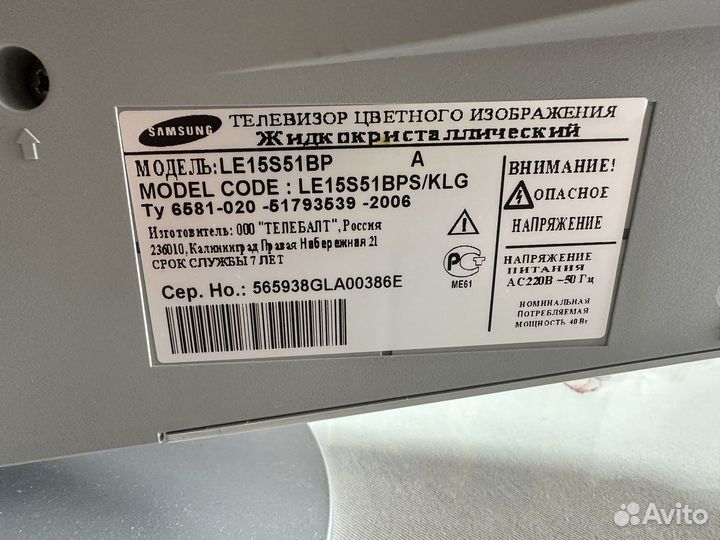 SAMSUNG ТЕЛЕВИЗОР ЦВЕТНОГО ИЗОБРАЖЕНИЯ
Жидкокристаллический
МОДЕЛЬ:LE15S51BP A
MODEL CODE : LE15S51BPS/KLG
Ту 6581-020 -51793539 -2006
Изготовитель: ООО "ТЕЛЕБАЛТ", Россия
236010, Калининград Правая Набережная 21
СРОК СЛУЖБЫ 7 ЛЕТ
Сер. Но.: 565938GLA00386E
РСТ
МЕ61
ВНИМАНИЕ!
ОПАСНОЕ
НАПРЯЖЕНИЕ
НАПРЯЖЕНИЕ
ПИТАНИЯ
АС220В ~50 Гц
НОМИНАЛЬНАЯ
ПОТРЕБЛЯЕМАЯ
МОЩНОСТЬ 40 Вт
Avito